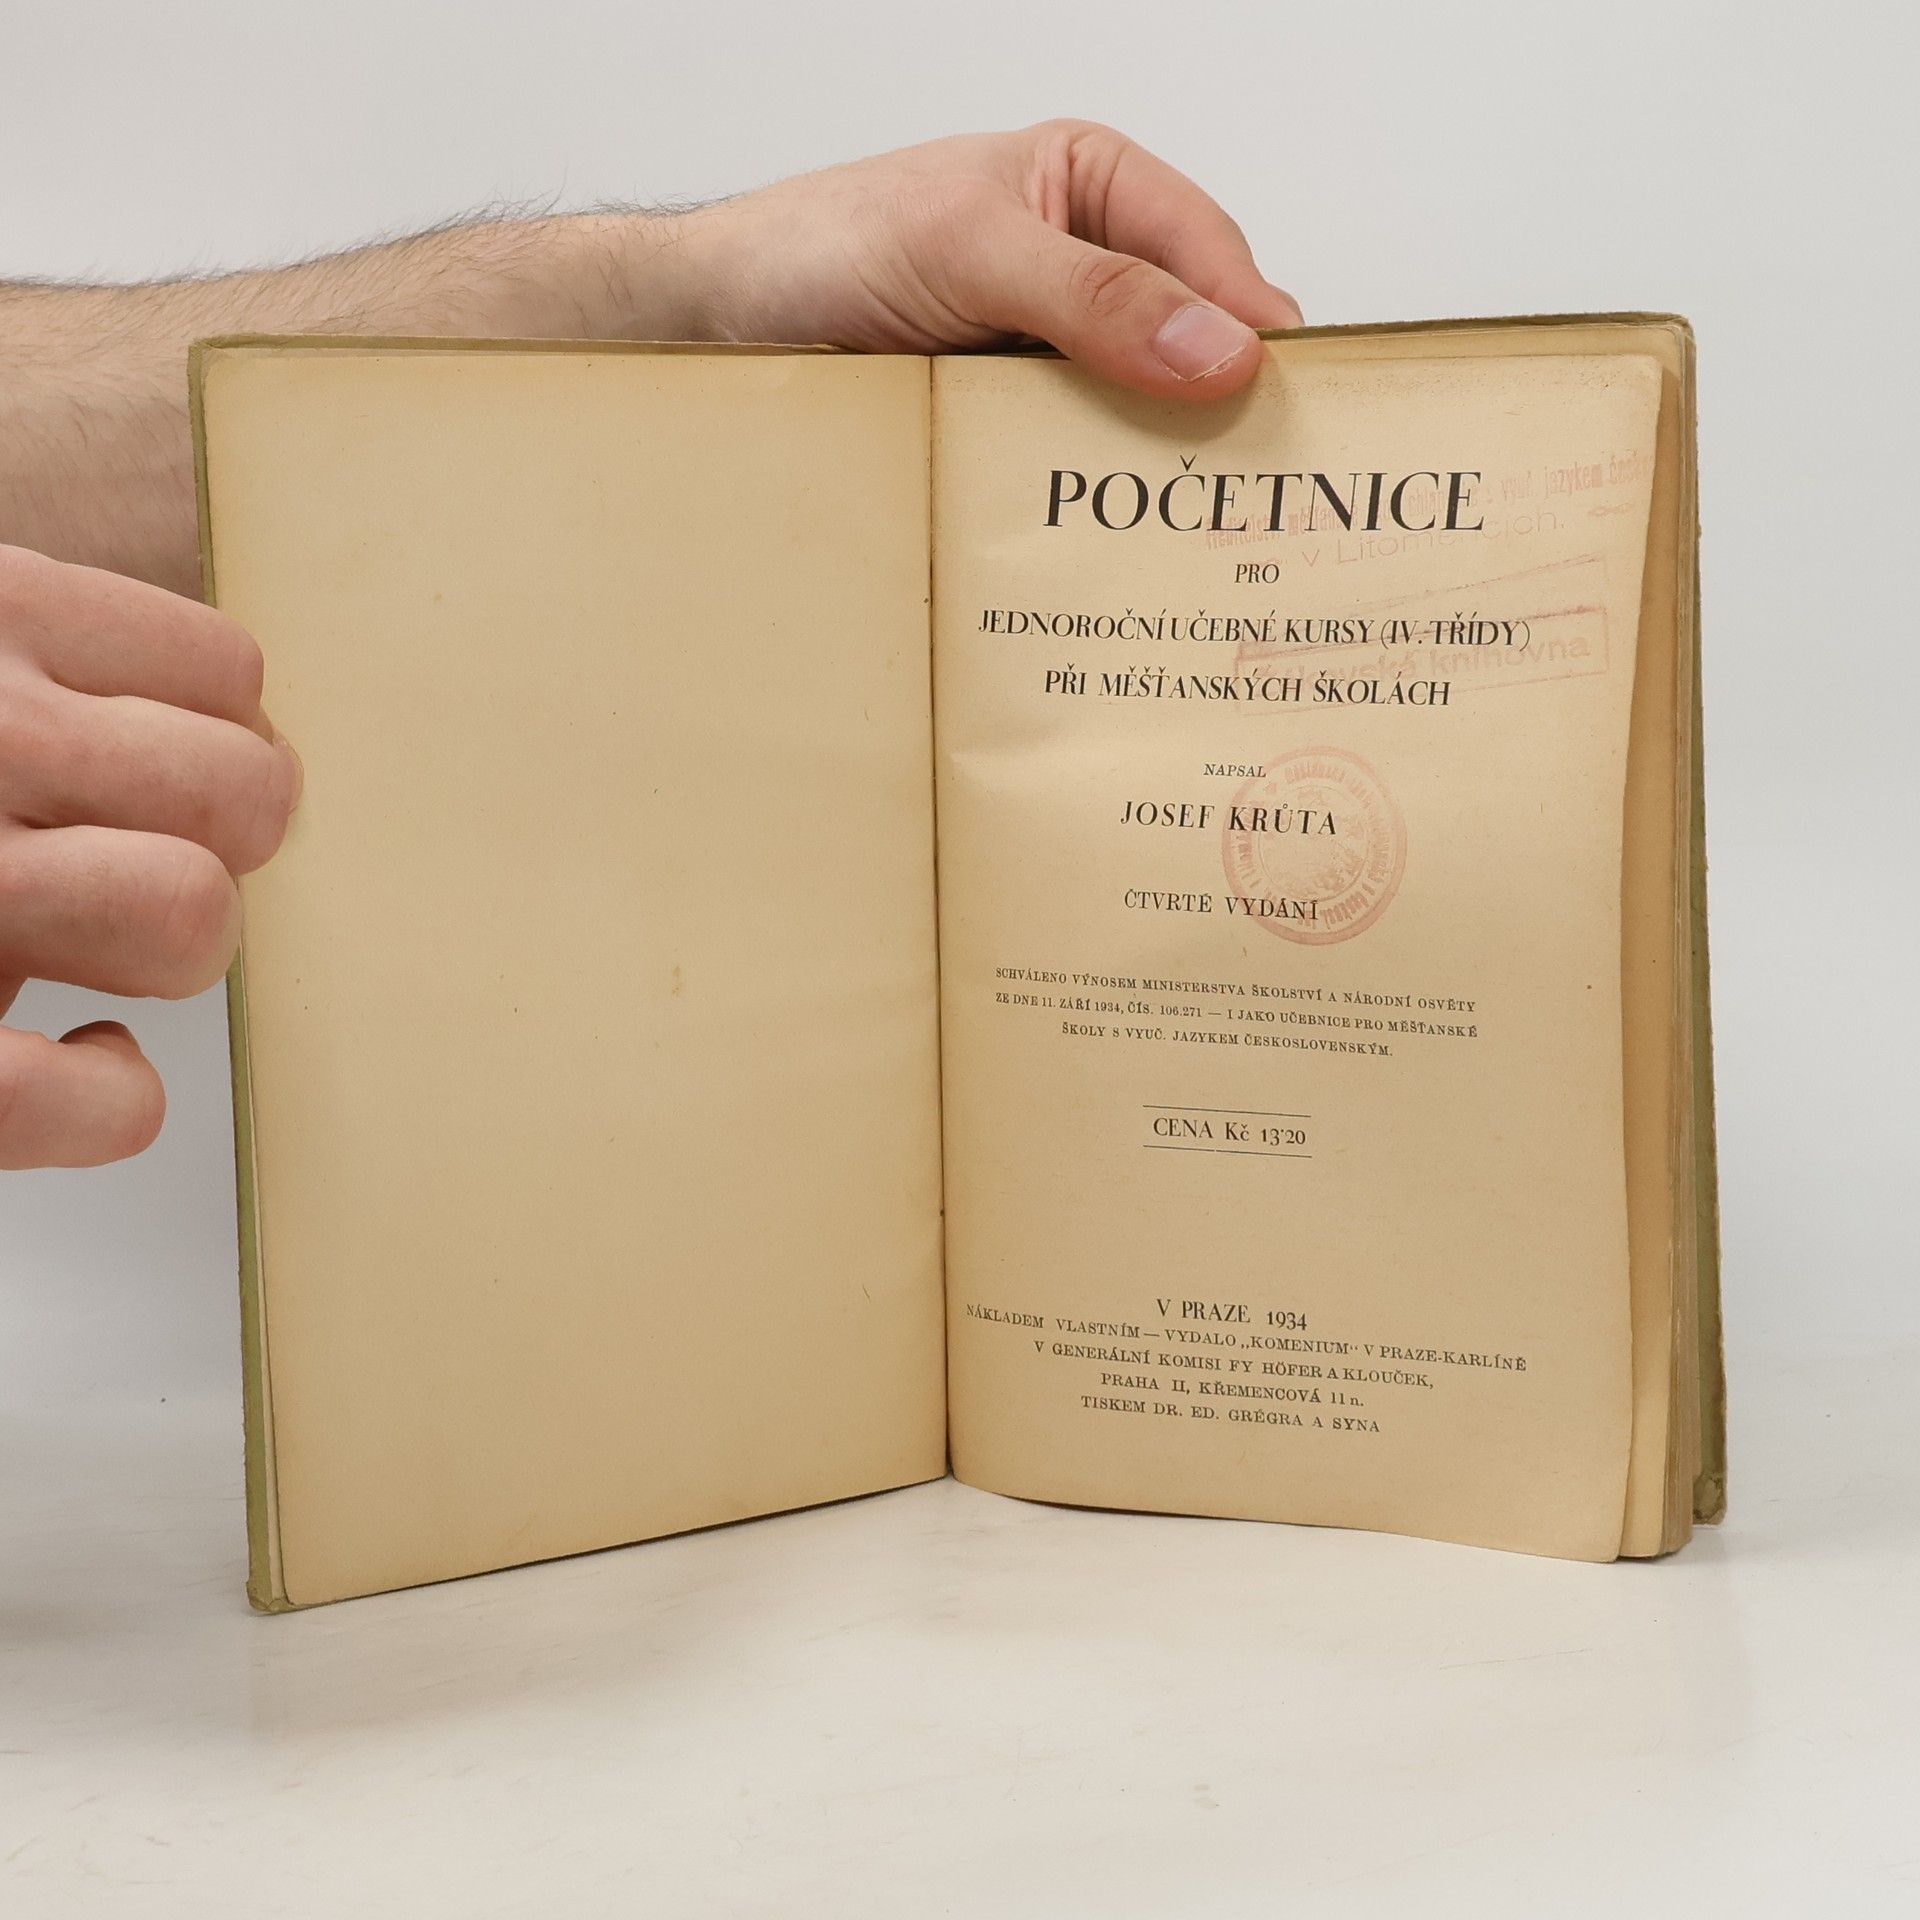 POČETNICE
PRO
JEDNOROČNÍ UČEBNÉ KURSY (IV. TŘÍDY)
PŘI MĚŠŤANSKÝCH ŠKOLÁCH
NAPSAL
JOSEF KRŮTA
ČTVRTÉ VYDÁNÍ
SCHVÁLENO VÝNOSEM MINISTERSTVA ŠKOLSTVÍ A NÁRODNÍ OSVĚTY
ZE DNE 11. ZÁŘÍ 1934, ČÍS. 106.271 — I JAKO UČEBNICE PRO MĚŠŤANSKÉ
ŠKOLY S VYUČ. JAZYKEM ČESKOSLOVENSKÝM.
CENA Kč 13·20
V PRAZE 1934
NÁKLADEM VLASTNÍM — VYDALO „KOMENIUM“ V PRAZE-KARLÍNĚ
V GENERÁLNÍ KOMISI FY HÖFER A KLOUČEK,
PRAHA II, KŘEMENCOVÁ 11 n.
TISKEM DR. ED. GRÉGRA A SYNA
vyuč. jazykem
v
knihovna